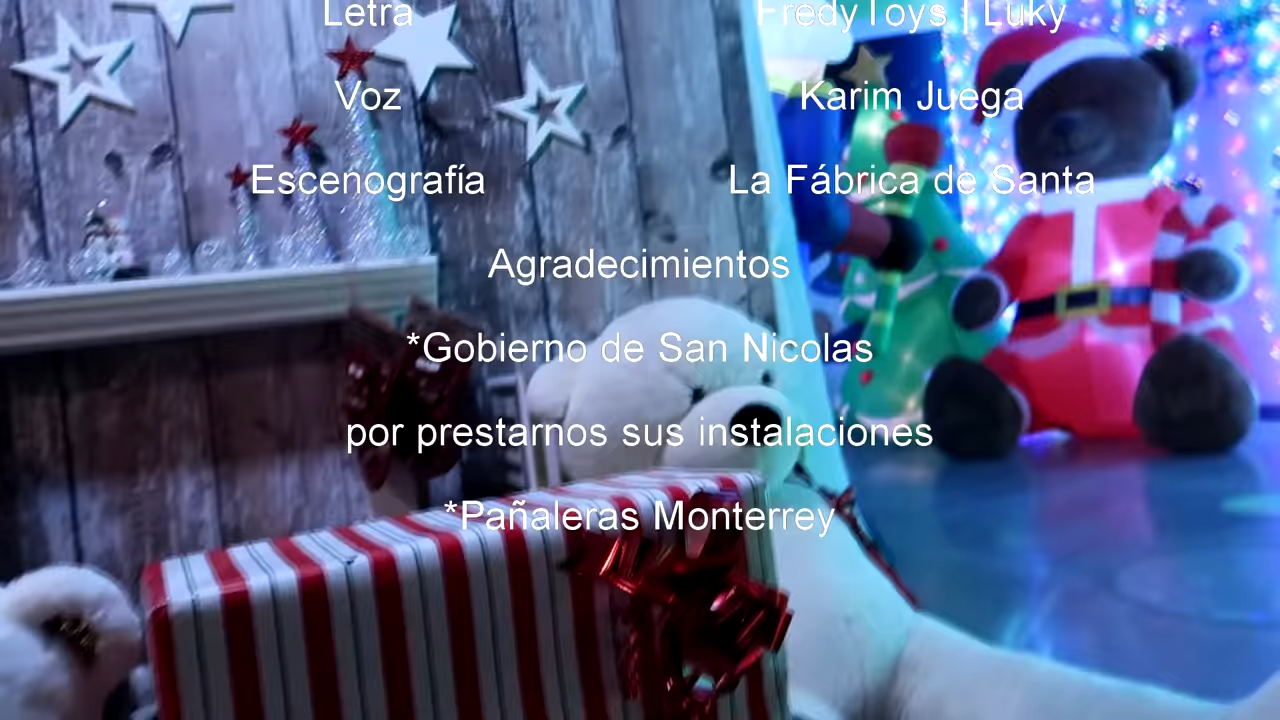 Letra FredyToys | Luky
Voz Karim Juega
Escenografía La Fábrica de Santa
Agradecimientos
*Gobierno de San Nicolas
por prestarnos sus instalaciones
*Pañaleras Monterrey